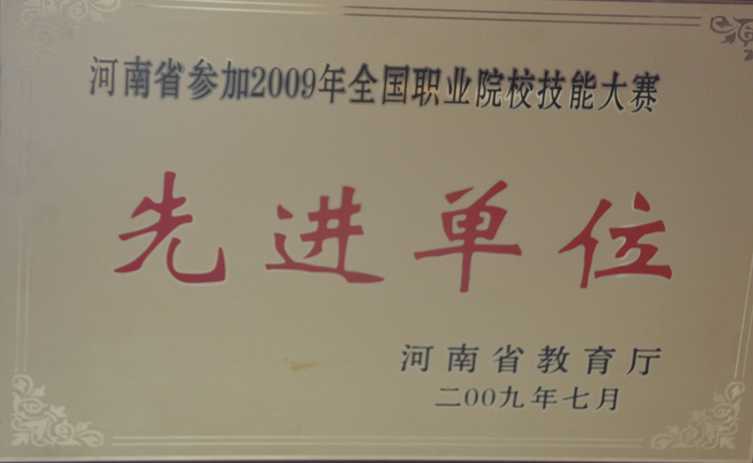 河南省参加2009年全国职业院校技能大赛
先进单位
河南省教育厅
二00九年七月